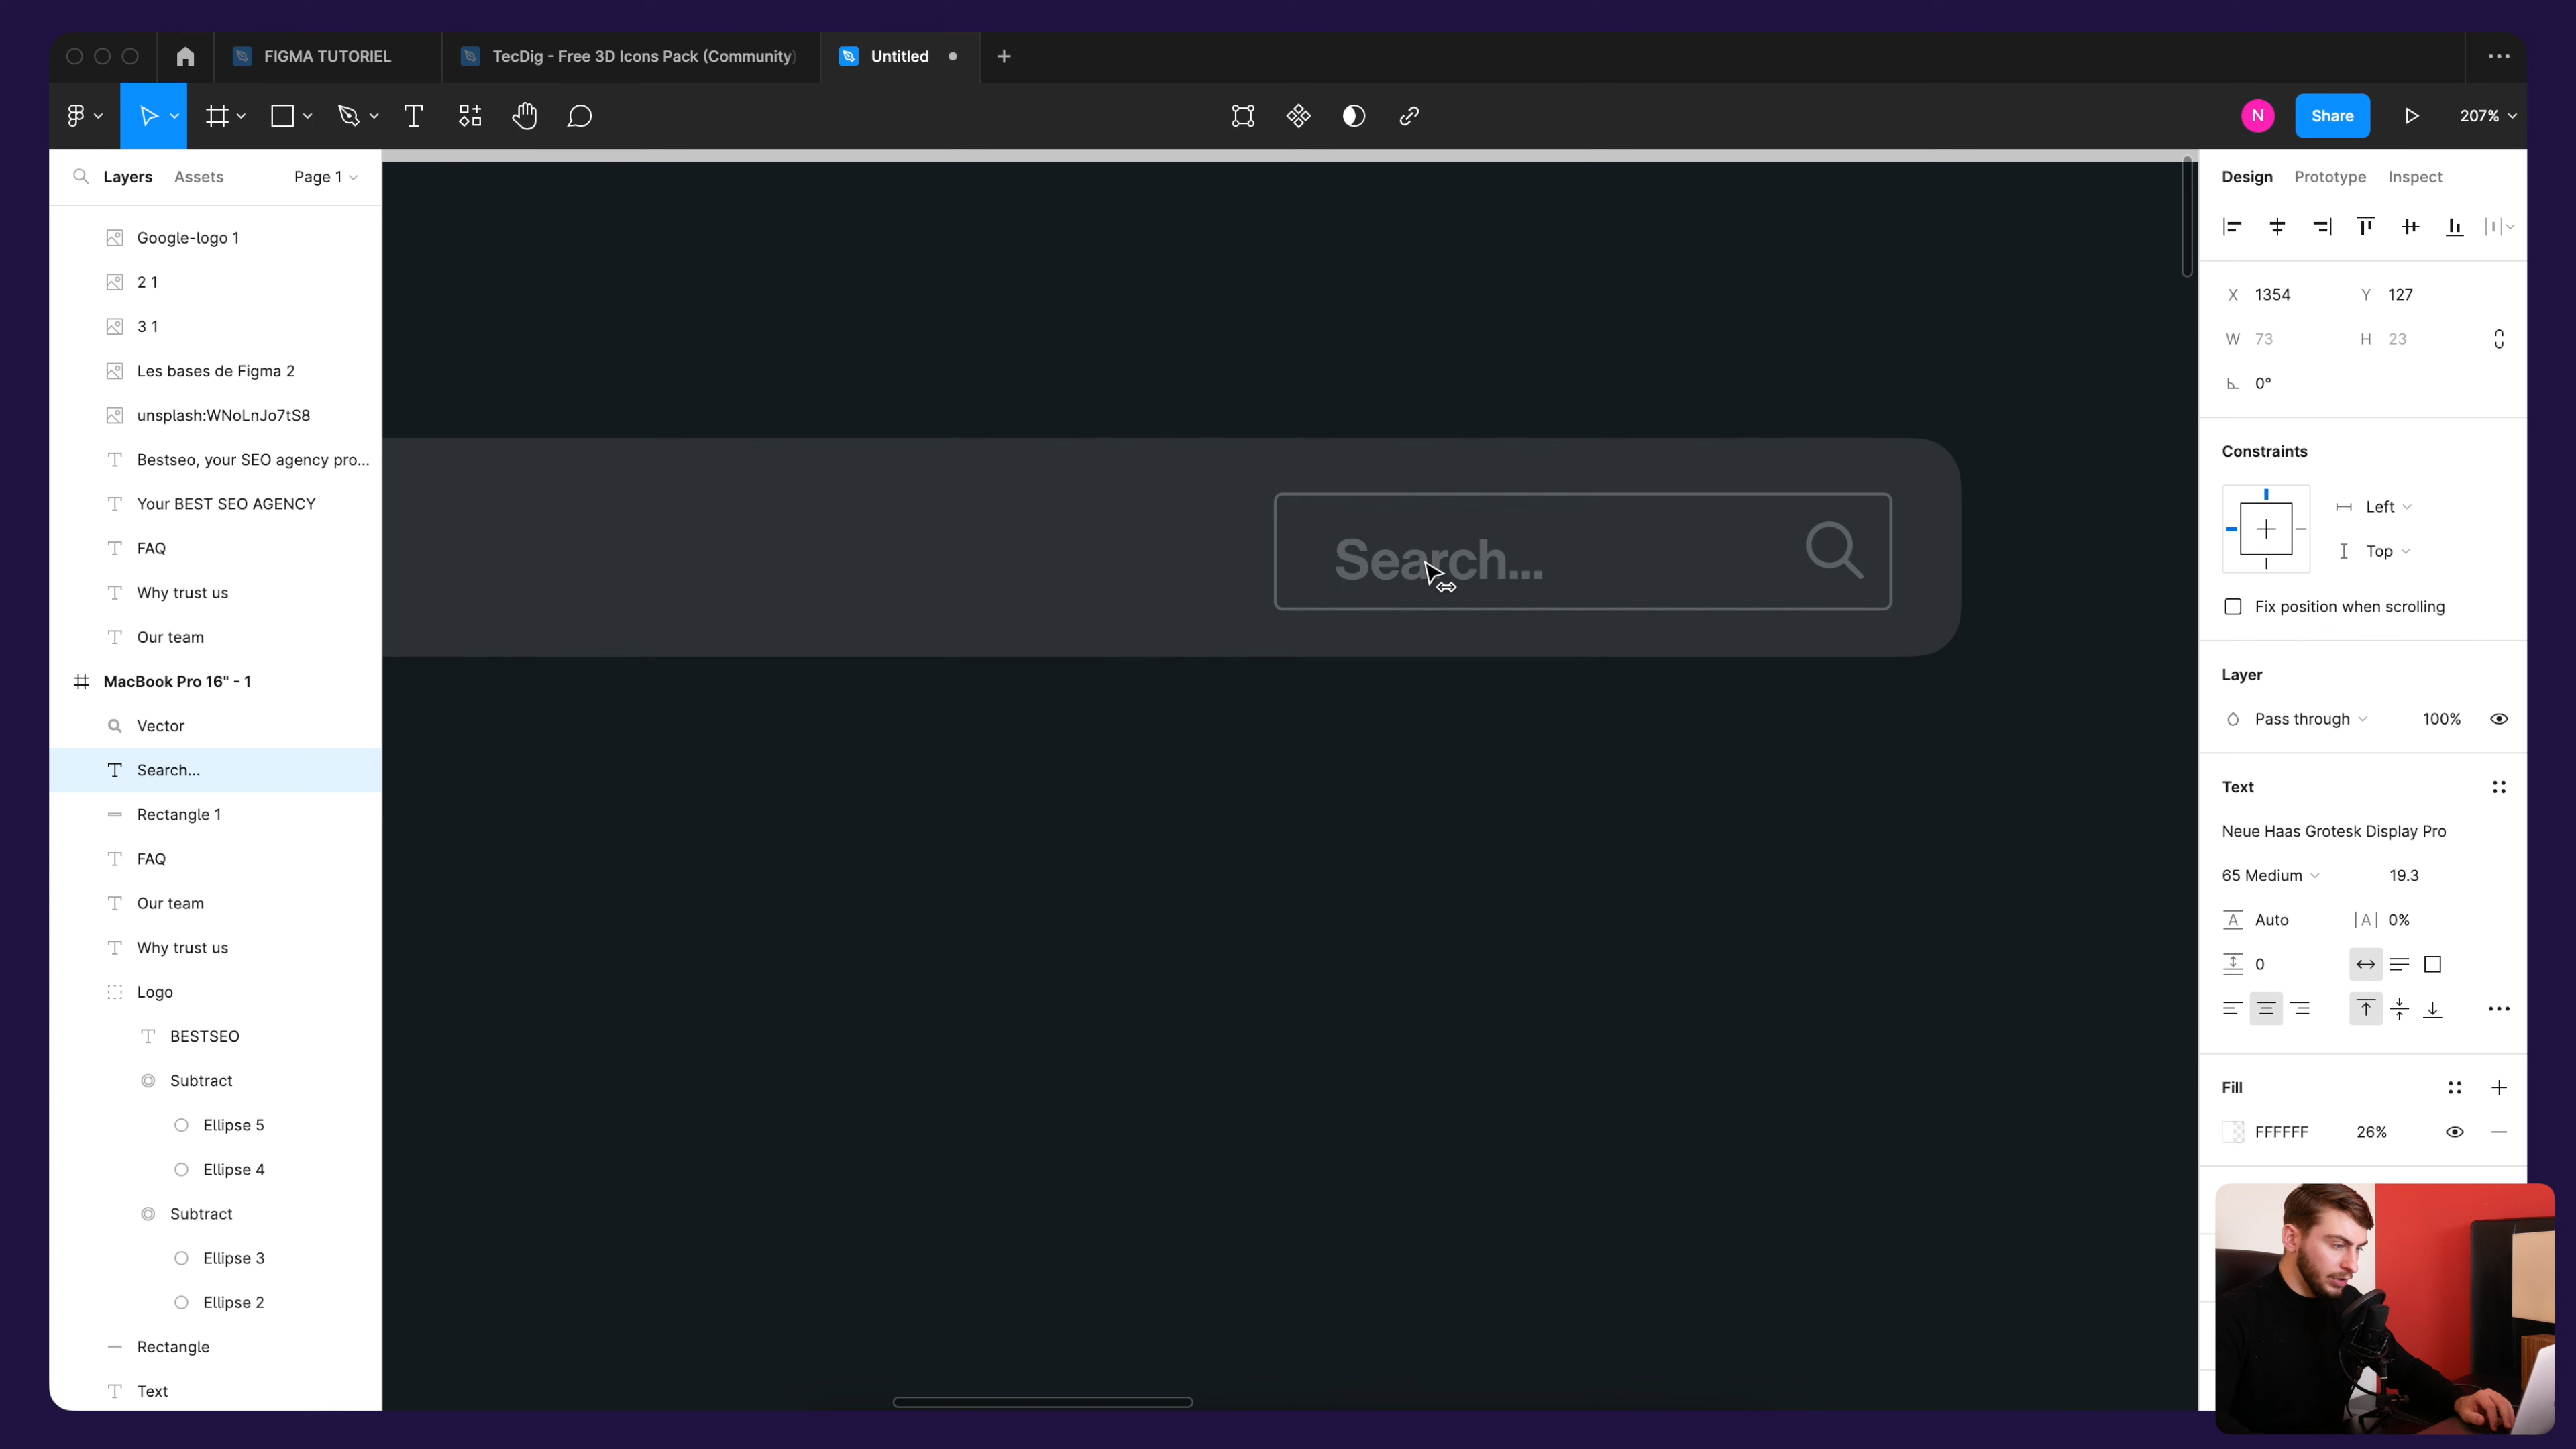 FIGMA TUTORIEL
TecDig - Free 3D Icons Pack (Community)
Untitled
N
Share
207%
Layers
Assets
Page 1
Google-logo 1
2 1
3 1
Les bases de Figma 2
unsplash:WNoLnJo7tS8
Bestseo, your SEO agency pro...
Your BEST SEO AGENCY
FAQ
Why trust us
Our team
MacBook Pro 16" - 1
Vector
Search...
Rectangle 1
FAQ
Our team
Why trust us
Logo
BESTSEO
Subtract
Ellipse 5
Ellipse 4
Subtract
Ellipse 3
Ellipse 2
Rectangle
Text
Search...
Design
Prototype
Inspect
X 1354 Y 127
W 73 H 23
0°
Constraints
Left
Top
Fix position when scrolling
Layer
Pass through 100%
Text
Neue Haas Grotesk Display Pro
65 Medium 19.3
Auto 0%
0
Fill
FFFFFF 26%